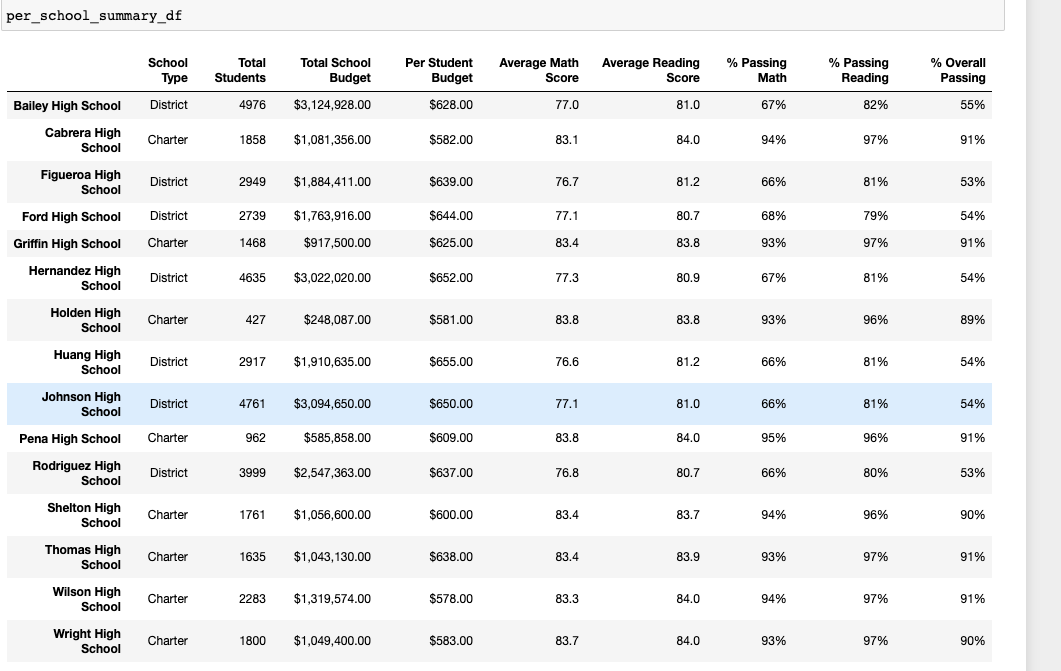 per_school_summary_df
School Type Total Students Total School Budget Per Student Budget Average Math Score Average Reading Score % Passing Math % Passing Reading % Overall Passing
Bailey High School District 4976 $3,124,928.00 $628.00 77.0 81.0 67% 82% 55%
Cabrera High School Charter 1858 $1,081,356.00 $582.00 83.1 84.0 94% 97% 91%
Figueroa High School District 2949 $1,884,411.00 $639.00 76.7 81.2 66% 81% 53%
Ford High School District 2739 $1,763,916.00 $644.00 77.1 80.7 68% 79% 54%
Griffin High School Charter 1468 $917,500.00 $625.00 83.4 83.8 93% 97% 91%
Hernandez High School District 4635 $3,022,020.00 $652.00 77.3 80.9 67% 81% 54%
Holden High School Charter 427 $248,087.00 $581.00 83.8 83.8 93% 96% 89%
Huang High School District 2917 $1,910,635.00 $655.00 76.6 81.2 66% 81% 54%
Johnson High School District 4761 $3,094,650.00 $650.00 77.1 81.0 66% 81% 54%
Pena High School Charter 962 $585,858.00 $609.00 83.8 84.0 95% 96% 91%
Rodriguez High School District 3999 $2,547,363.00 $637.00 76.8 80.7 66% 80% 53%
Shelton High School Charter 1761 $1,056,600.00 $600.00 83.4 83.7 94% 96% 90%
Thomas High School Charter 1635 $1,043,130.00 $638.00 83.4 83.9 93% 97% 91%
Wilson High School Charter 2283 $1,319,574.00 $578.00 83.3 84.0 94% 97% 91%
Wright High School Charter 1800 $1,049,400.00 $583.00 83.7 84.0 93% 97% 90%